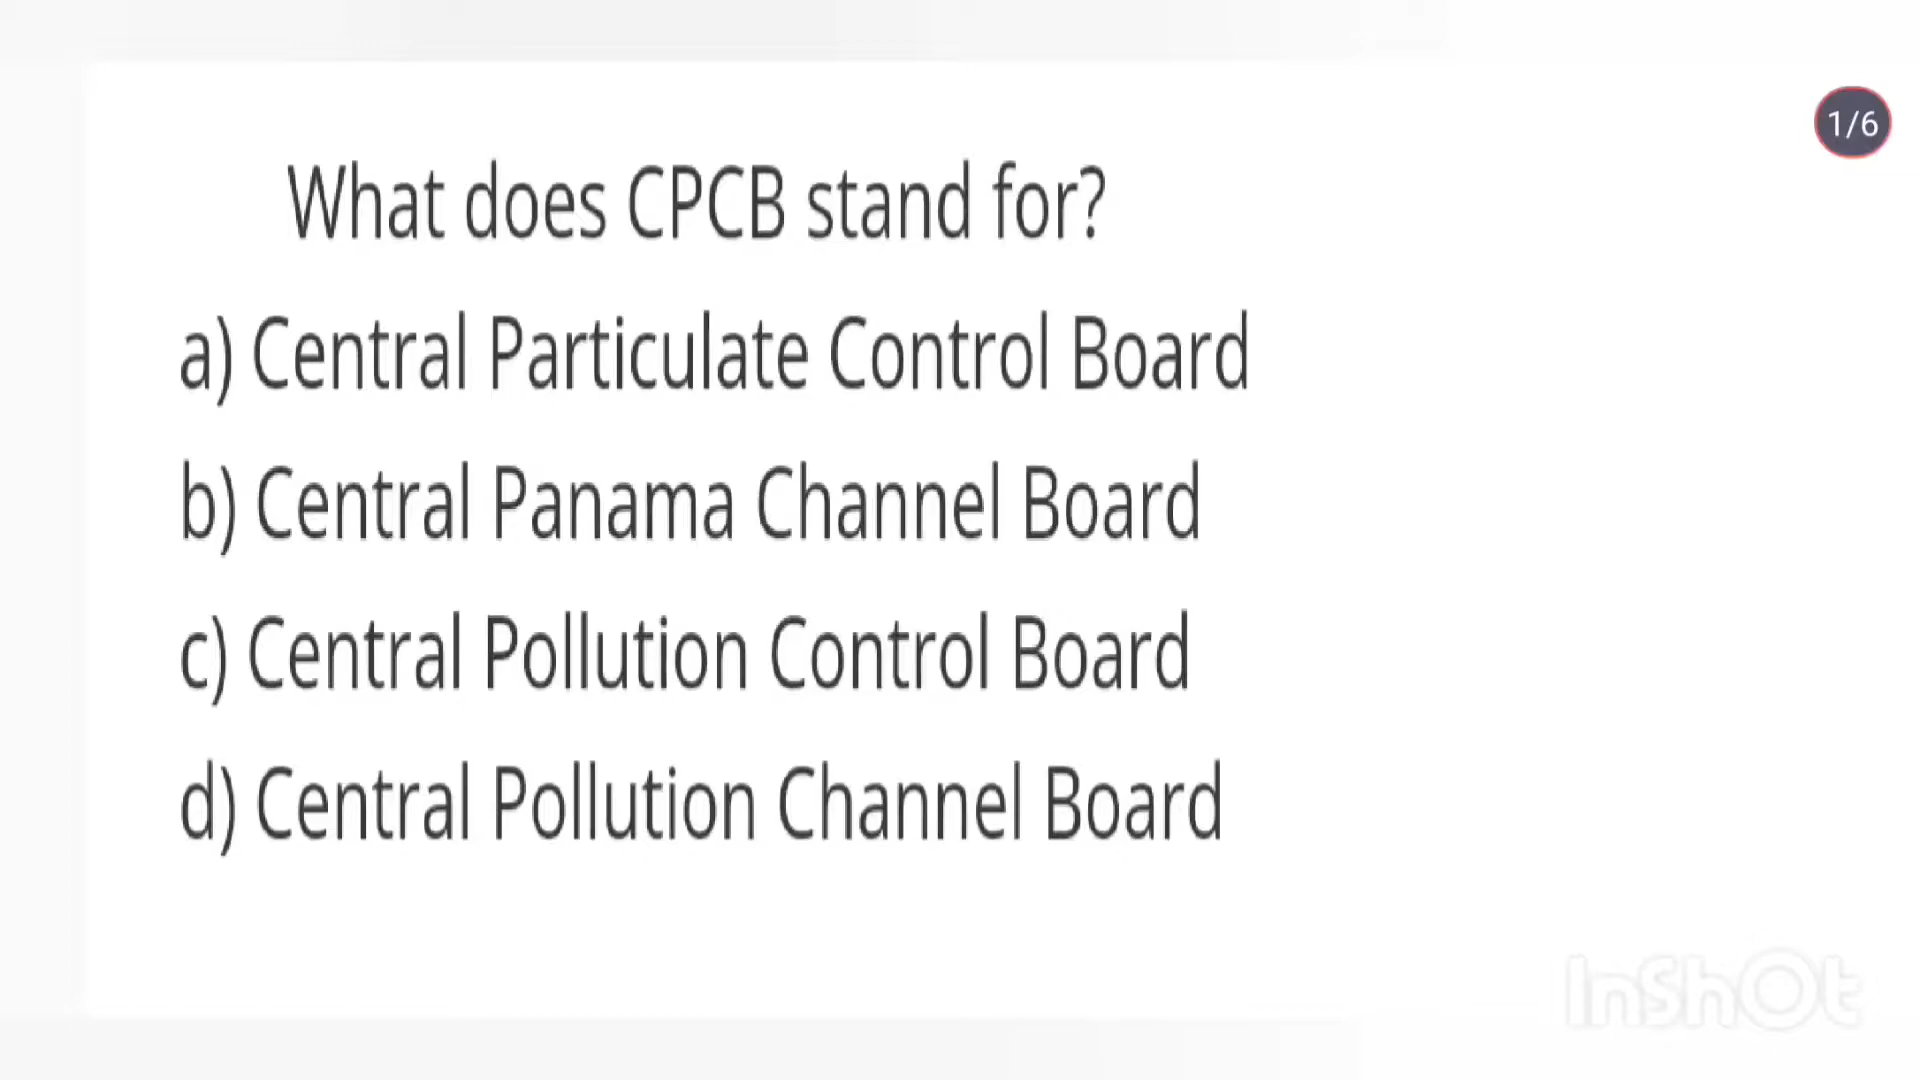 1/6
What does CPCB stand for?
a) Central Particulate Control Board
b) Central Panama Channel Board
c) Central Pollution Control Board
d) Central Pollution Channel Board
InShOt